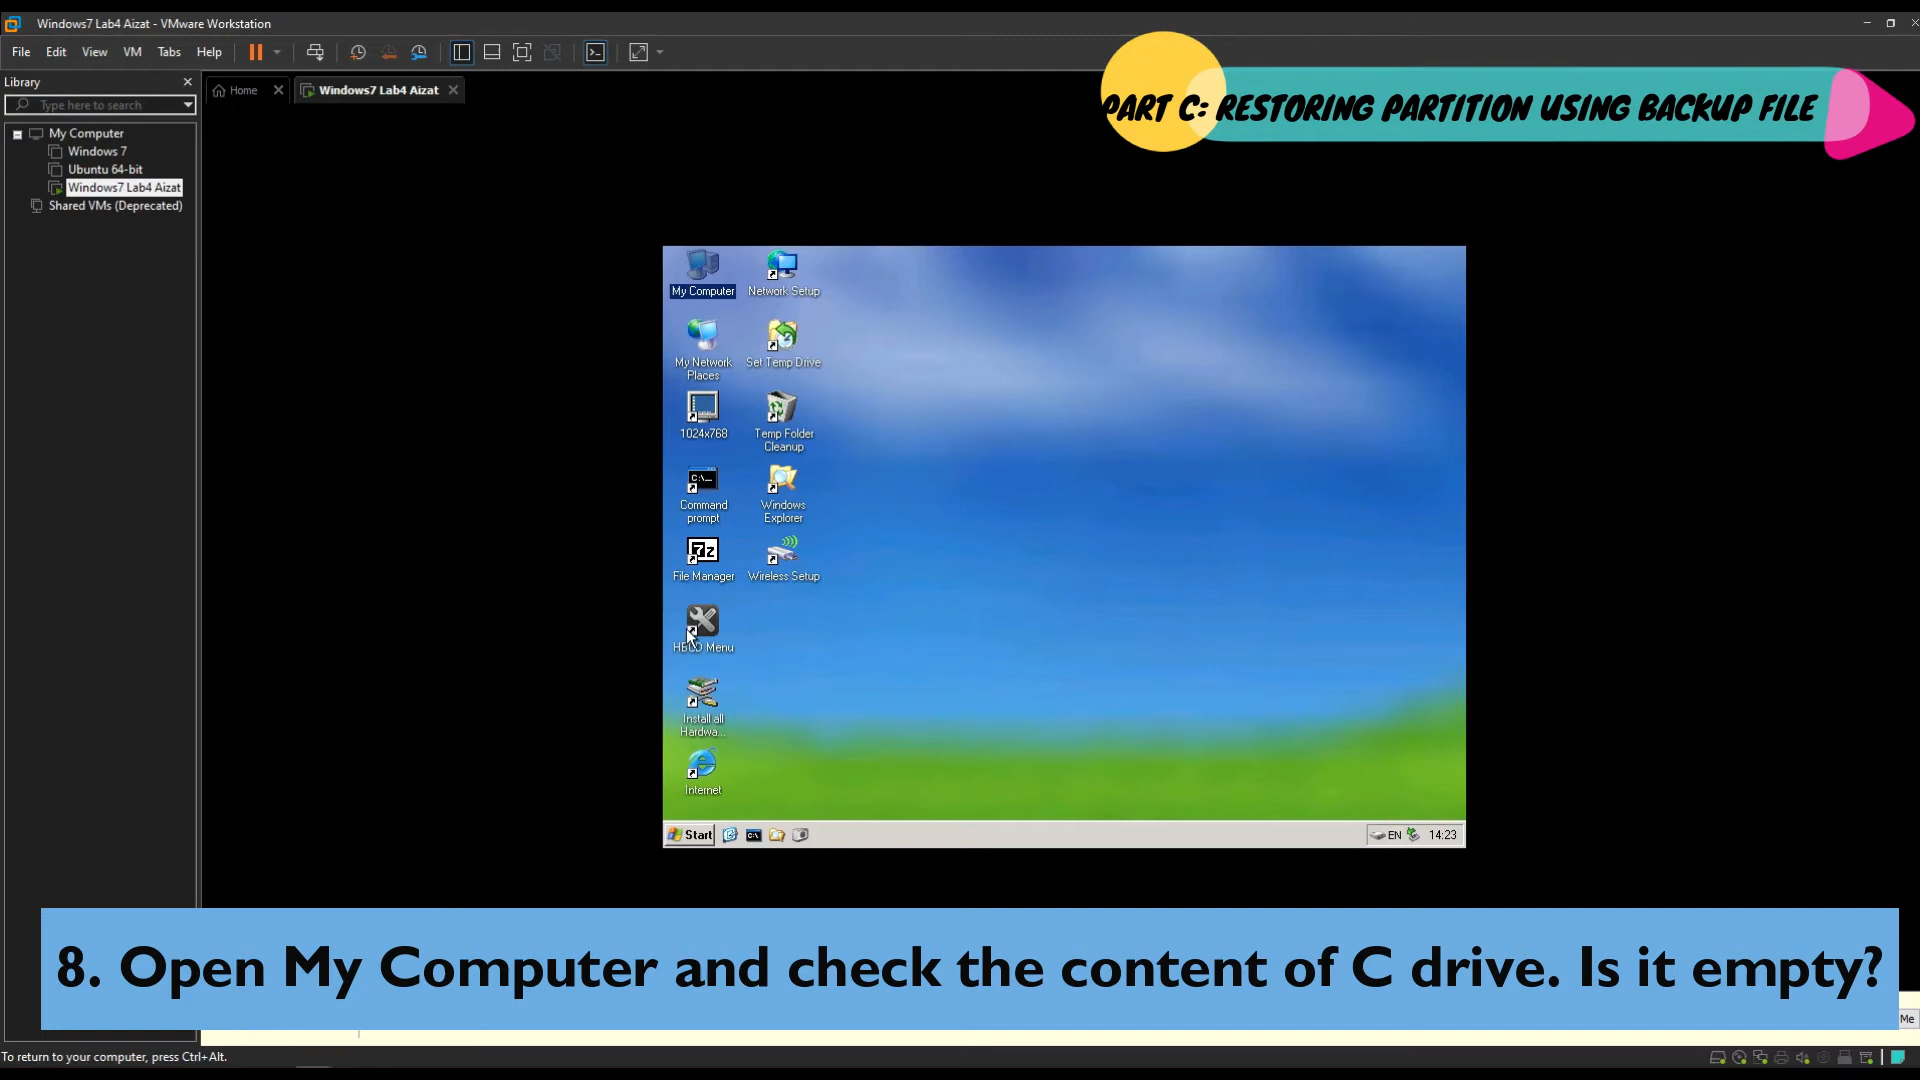 Windows7 Lab4 Aizat - VMware Workstation
File Edit View VM Tabs Help
Library
Type here to search
My Computer
Windows 7
Ubuntu 64-bit
Windows7 Lab4 Aizat
Shared VMs (Deprecated)
Home
Windows7 Lab4 Aizat
PART C: RESTORING PARTITION USING BACKUP FILE
My Computer
Network Setup
My Network
Places
Set Temp Drive
1024x768
Temp Folder
Cleanup
Command
prompt
Windows
Explorer
File Manager
Wireless Setup
HBCD Menu
Install all
Hardwa...
Internet
Start
EN
14:23
8. Open My Computer and check the content of C drive. Is it empty?
Me
To return to your computer, press Ctrl+Alt.